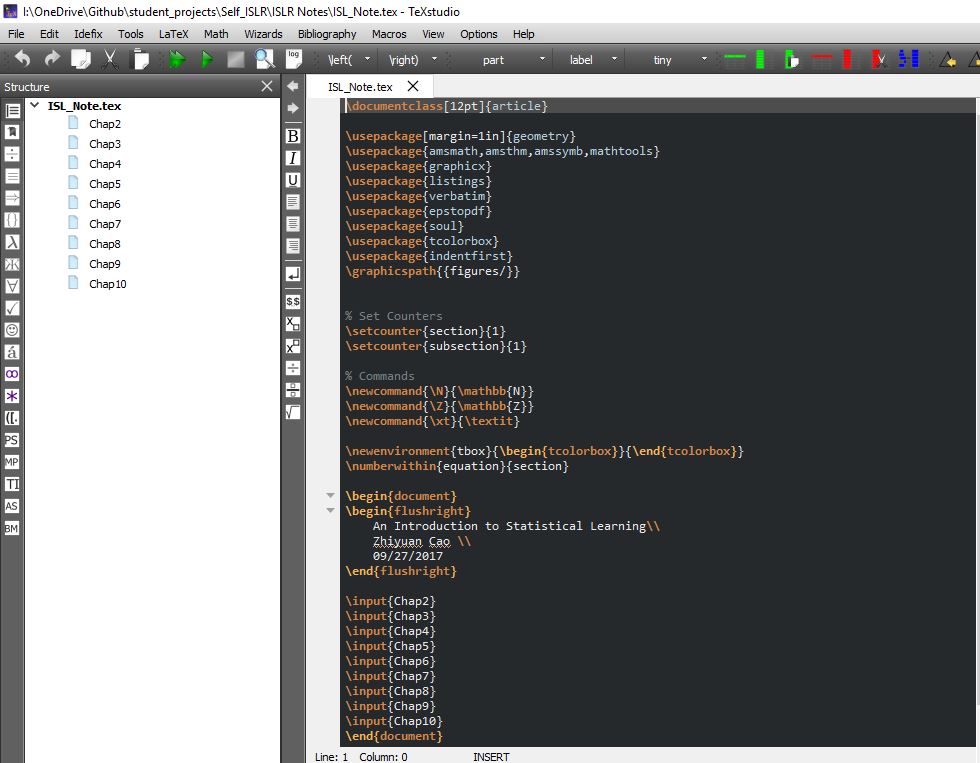 I:\OneDrive\Github\student_projects\Self_ISLR\ISLR Notes\ISL_Note.tex - TeXstudio
File Edit Idefix Tools LaTeX Math Wizards Bibliography Macros View Options Help
log \left( \right) part label tiny
Structure
ISL_Note.tex
Chap2
Chap3
Chap4
Chap5
Chap6
Chap7
Chap8
Chap9
Chap10
PS
MP
TI
AS
BM
B
I
U
$$
ISL_Note.tex
\documentclass[12pt]{article}
\usepackage[margin=1in]{geometry}
\usepackage{amsmath,amsthm,amssymb,mathtools}
\usepackage{graphicx}
\usepackage{listings}
\usepackage{verbatim}
\usepackage{epstopdf}
\usepackage{soul}
\usepackage{tcolorbox}
\usepackage{indentfirst}
\graphicspath{{figures/}}
% Set Counters
\setcounter{section}{1}
\setcounter{subsection}{1}
% Commands
\newcommand{\N}{\mathbb{N}}
\newcommand{\Z}{\mathbb{Z}}
\newcommand{\xt}{\textit}
\newenvironment{tbox}{\begin{tcolorbox}}{\end{tcolorbox}}
\numberwithin{equation}{section}
\begin{document}
\begin{flushright}
An Introduction to Statistical Learning\\
Zhiyuan Cao \\
09/27/2017
\end{flushright}
\input{Chap2}
\input{Chap3}
\input{Chap4}
\input{Chap5}
\input{Chap6}
\input{Chap7}
\input{Chap8}
\input{Chap9}
\input{Chap10}
\end{document}
Line: 1 Column: 0 INSERT